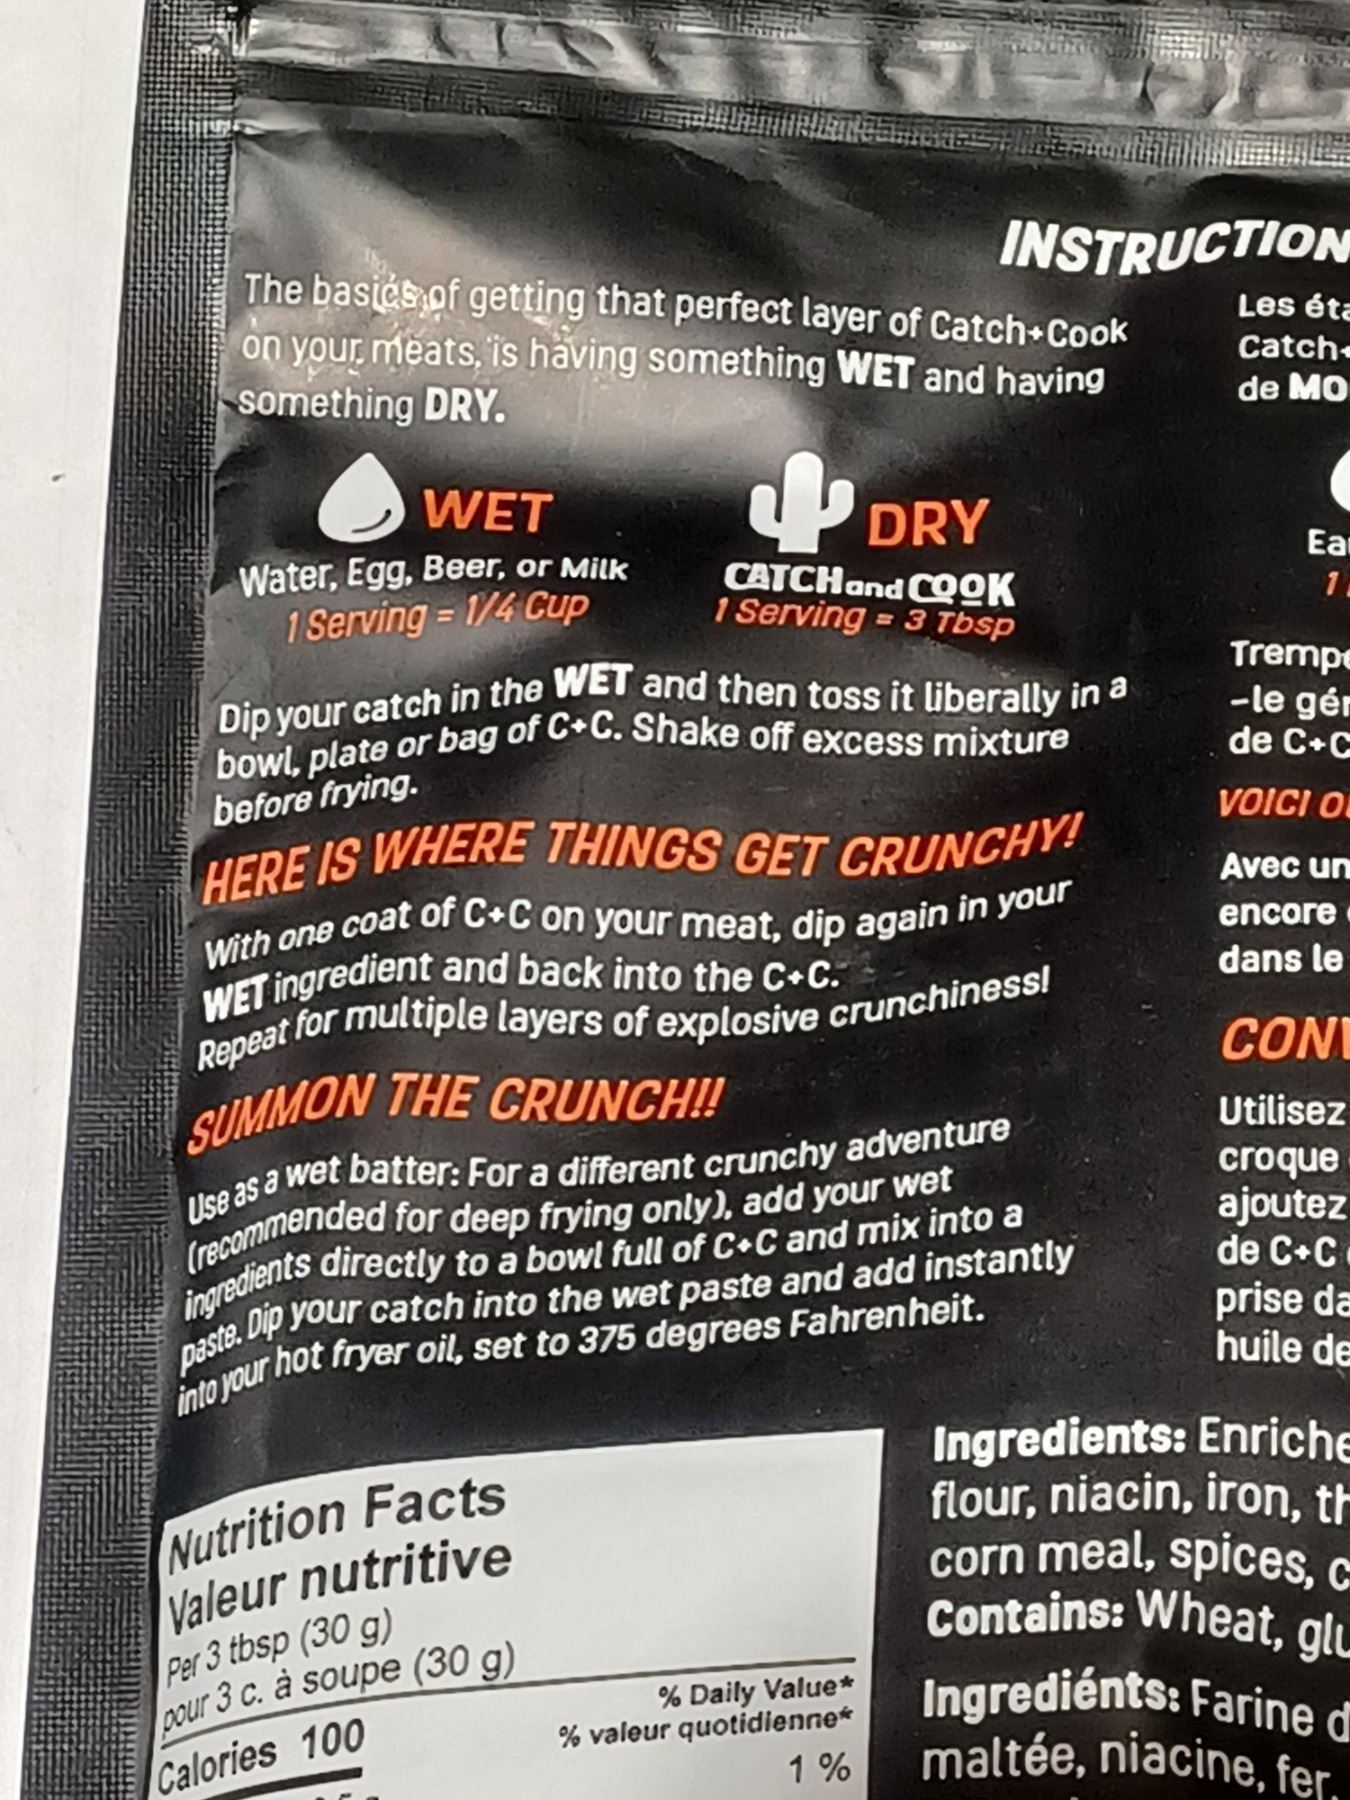 INSTRUCTION
The basics of getting that perfect layer of Catch+Cook
on your meats, is having something WET and having
something DRY.
WET
Water, Egg, Beer, or Milk
1 Serving = 1/4 Cup
DRY
CATCH and COOK
1 Serving = 3 Tbsp
Dip your catch in the WET and then toss it liberally in a
bowl, plate or bag of C+C. Shake off excess mixture
before frying.
HERE IS WHERE THINGS GET CRUNCHY!
With one coat of C+C on your meat, dip again in your
WET ingredient and back into the C+C.
Repeat for multiple layers of explosive crunchiness!
SUMMON THE CRUNCH!!
Use as a wet batter: For a different crunchy adventure
(recommended for deep frying only), add your wet
ingredients directly to a bowl full of C+C and mix into a
paste. Dip your catch into the wet paste and add instantly
into your hot fryer oil, set to 375 degrees Fahrenheit.
Les éta
Catch+
de MO
Ea
1
Trempe
-le gén
de C+C
VOICI O
Avec un
encore
dans le
CONV
Utilisez
croque
ajoutez
de C+C
prise da
huile de
Nutrition Facts
Valeur nutritive
Per 3 tbsp (30 g)
pour 3 c. à soupe (30 g)
% Daily Value*
% valeur quotidienne*
Calories 100
1 %
Ingredients: Enriche
flour, niacin, iron, th
corn meal, spices, c
Contains: Wheat, glu
Ingrediénts: Farine d
maltée, niacine, fer,